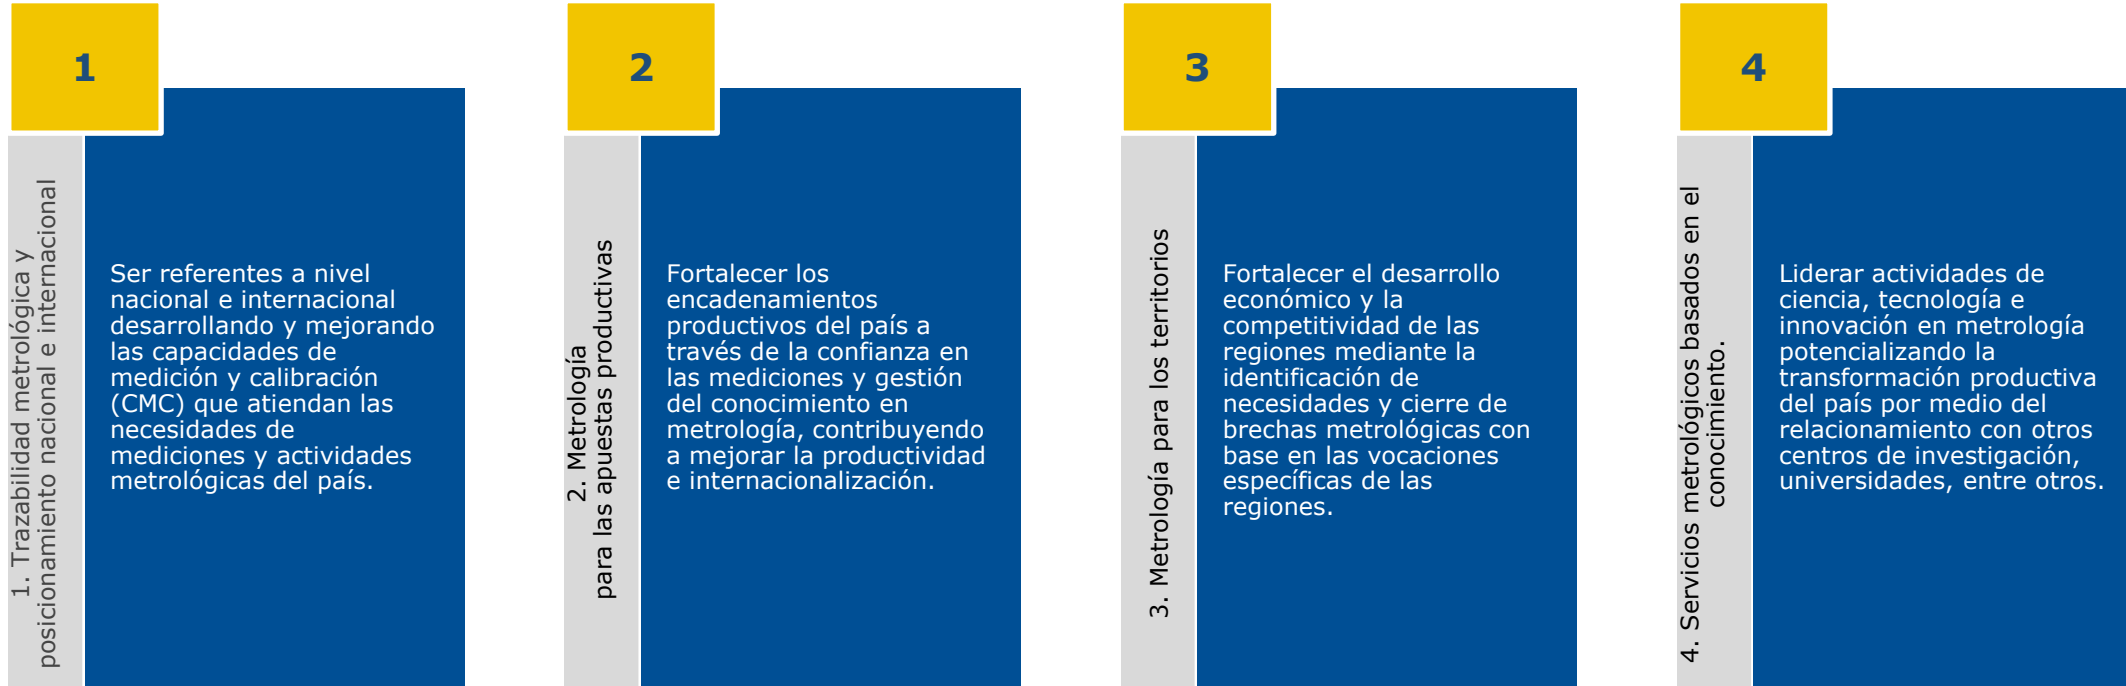 1
1. Trazabilidad metrológica y
posicionamiento nacional e internacional
Ser referentes a nivel
nacional e internacional
desarrollando y mejorando
las capacidades de
medición y calibración
(CMC) que atiendan las
necesidades de
mediciones y actividades
metrológicas del país.
2
2. Metrología
para las apuestas productivas
Fortalecer los
encadenamientos
productivos del país a
través de la confianza en
las mediciones y gestión
del conocimiento en
metrología, contribuyendo
a mejorar la productividad
e internacionalización.
3
3. Metrología para los territorios
Fortalecer el desarrollo
económico y la
competitividad de las
regiones mediante la
identificación de
necesidades y cierre de
brechas metrológicas con
base en las vocaciones
específicas de las
regiones.
4
4. Servicios metrológicos basados en el
conocimiento.
Liderar actividades de
ciencia, tecnología e
innovación en metrología
potencializando la
transformación productiva
del país por medio del
relacionamiento con otros
centros de investigación,
universidades, entre otros.